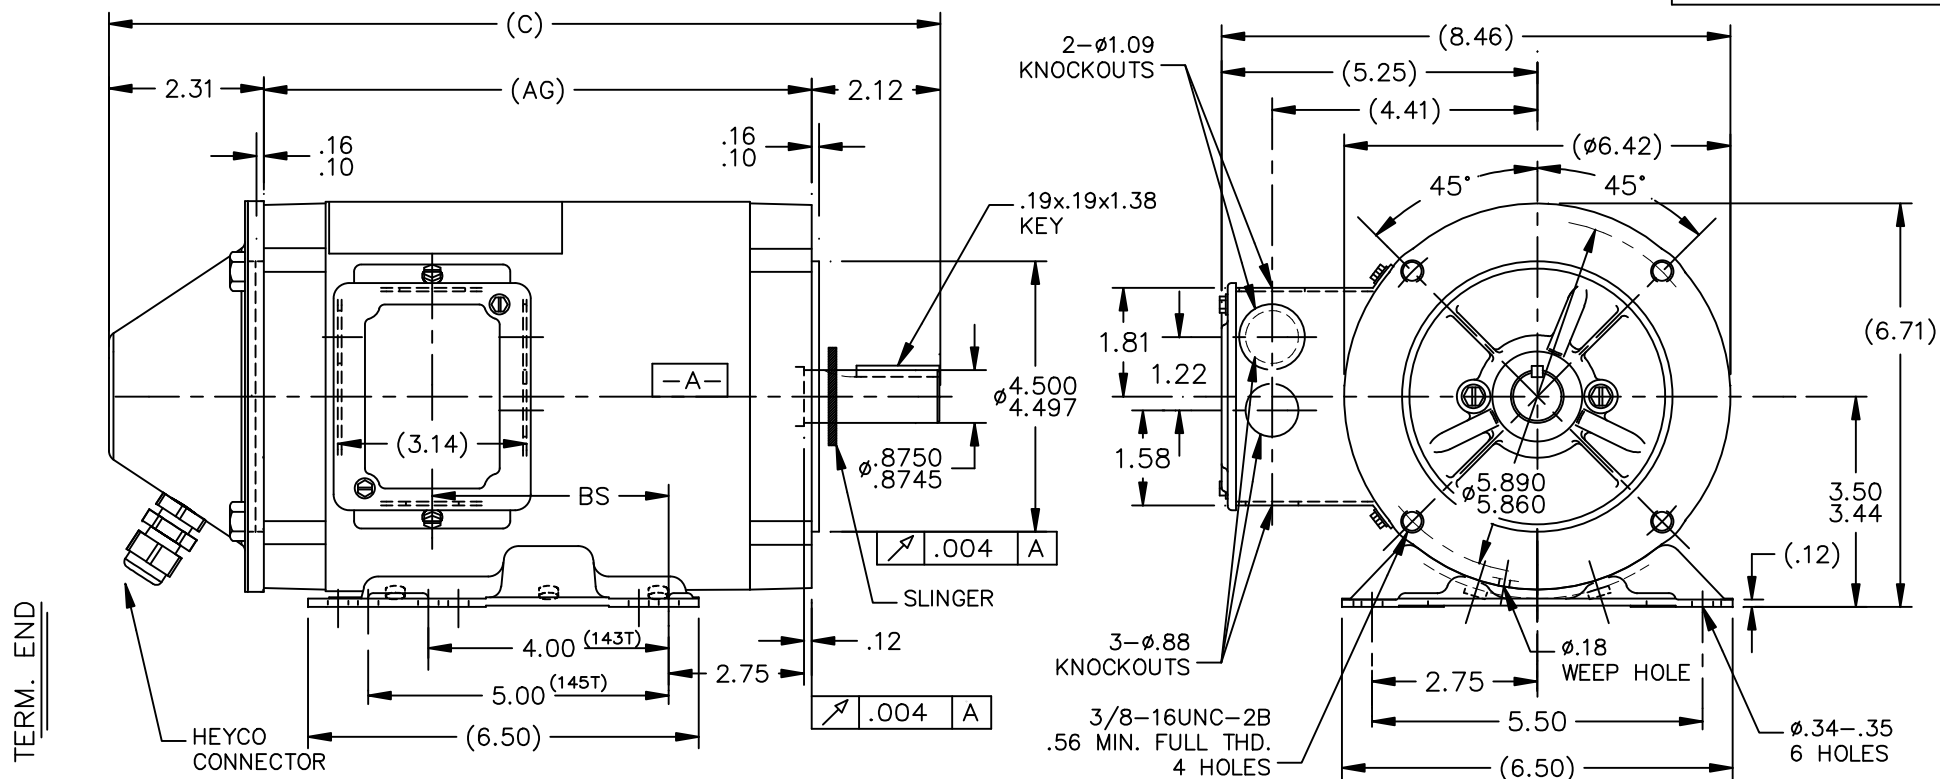 (C)
2.31
(AG)
2.12
.16
.10
.16
.10
.19x.19x1.38
KEY
-A-
(3.14)
BS
ø4.500
4.497
ø.8750
.8745
.004 A
SLINGER
4.00 (143T)
.12
5.00 (145T)
2.75
(6.50)
.004 A
HEYCO
CONNECTOR
TERM. END
2-ø1.09
KNOCKOUTS
(8.46)
(5.25)
(4.41)
(ø6.42)
45°
45°
1.81
1.22
1.58
(6.71)
ø5.890
5.860
3.50
3.44
(.12)
3-ø.88
KNOCKOUTS
ø.18
WEEP HOLE
2.75
3/8-16UNC-2B
.56 MIN. FULL THD.
4 HOLES
5.50
ø.34-.35
6 HOLES
(6.50)